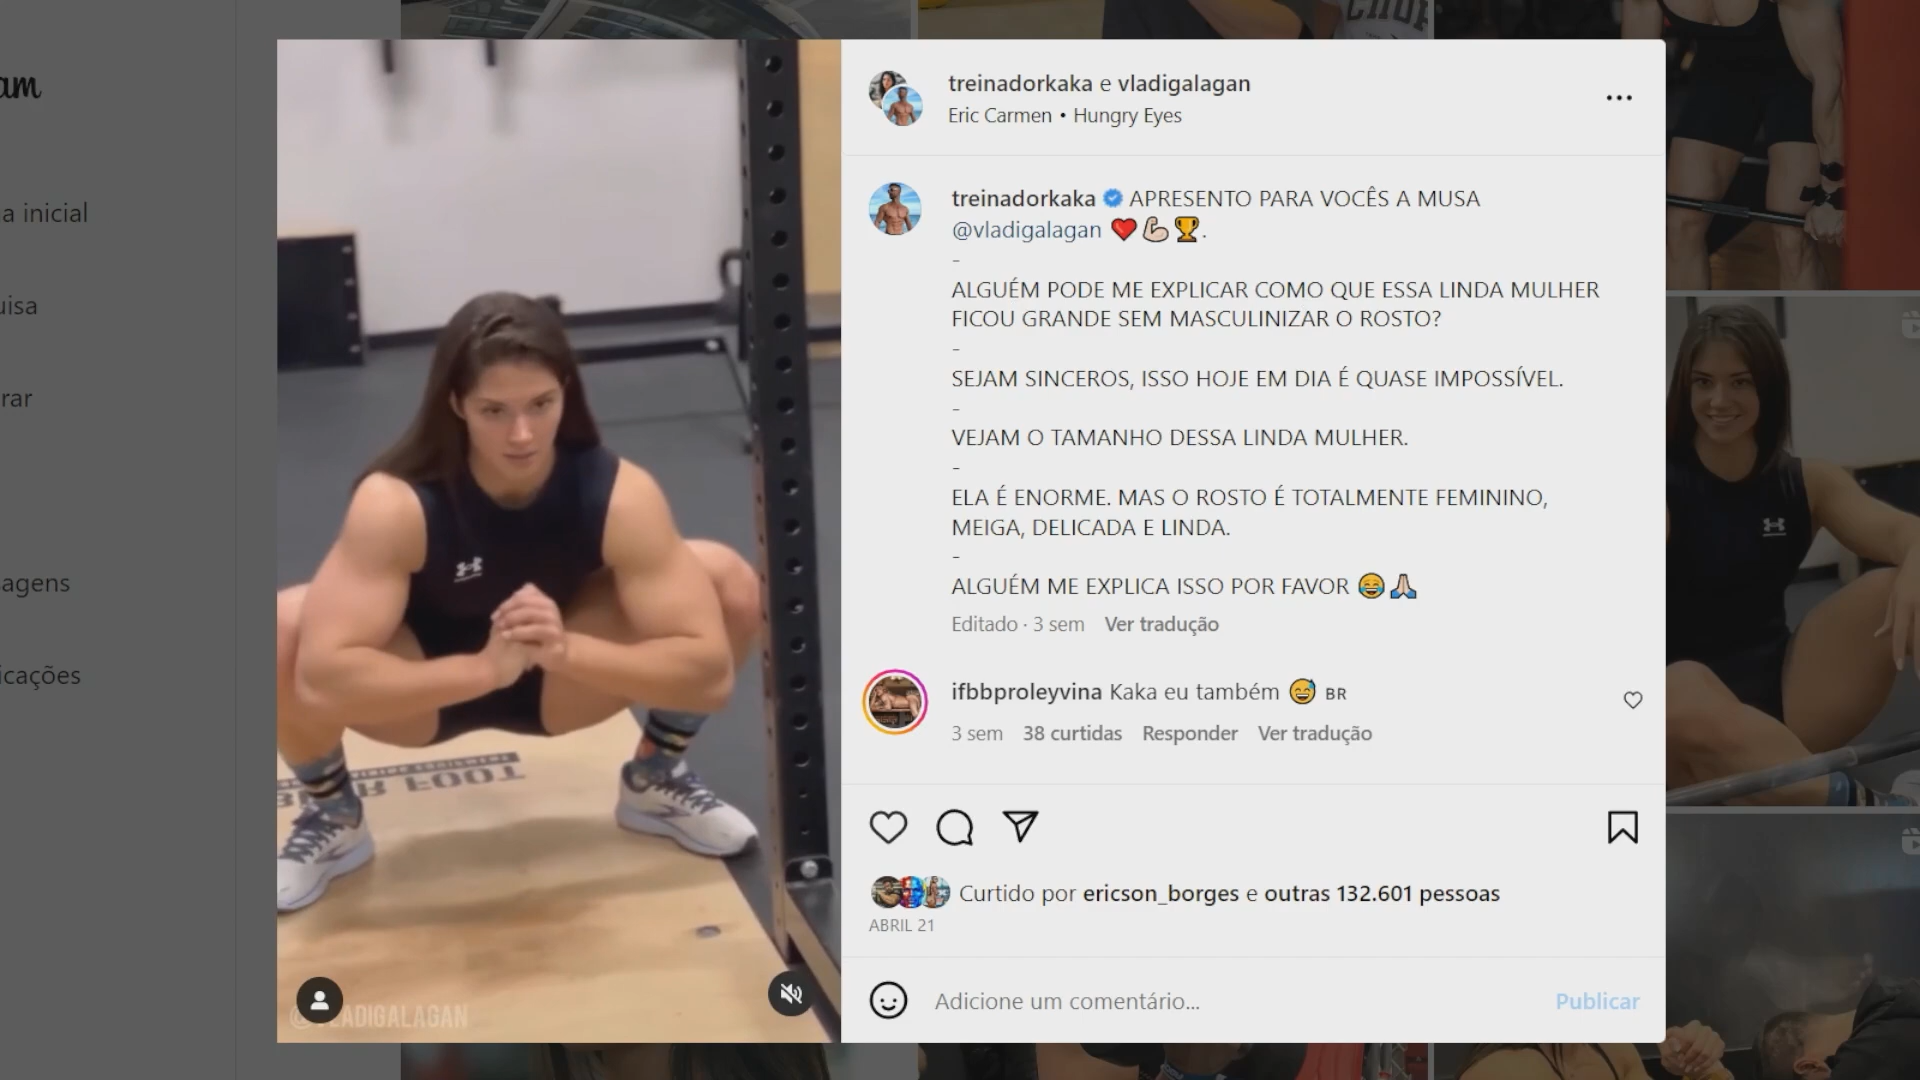 am
a inicial
uisa
rar
agens
icações
treinadorkaka e vladigalagan
Eric Carmen • Hungry Eyes
treinadorkaka APRESENTO PARA VOCÊS A MUSA
@vladigalagan ❤️💪🏻🏆.
-
ALGUÉM PODE ME EXPLICAR COMO QUE ESSA LINDA MULHER
FICOU GRANDE SEM MASCULINIZAR O ROSTO?
-
SEJAM SINCEROS, ISSO HOJE EM DIA É QUASE IMPOSSÍVEL.
-
VEJAM O TAMANHO DESSA LINDA MULHER.
-
ELA É ENORME. MAS O ROSTO É TOTALMENTE FEMININO,
MEIGA, DELICADA E LINDA.
-
ALGUÉM ME EXPLICA ISSO POR FAVOR 😂🙏🏻
Editado · 3 sem Ver tradução
ifbbproleyvina Kaka eu também 😅 BR
3 sem 38 curtidas Responder Ver tradução
Curtido por ericson_borges e outras 132.601 pessoas
ABRIL 21
Adicione um comentário... Publicar